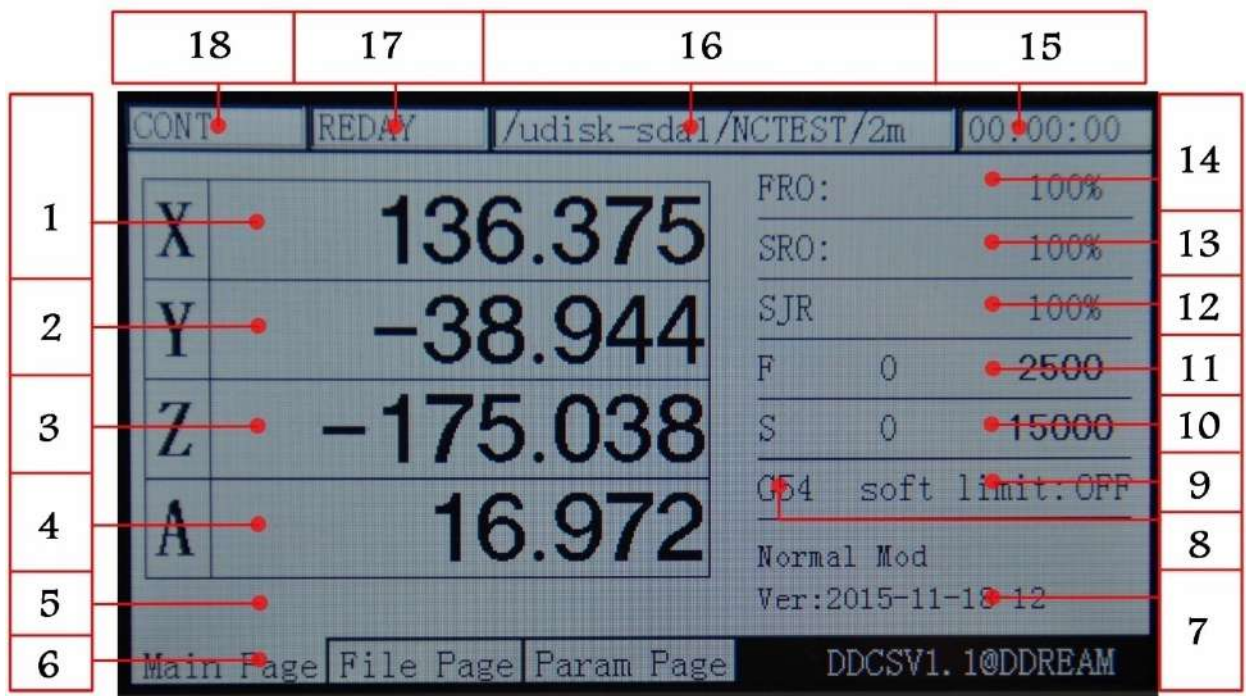 18 17 16 15
CONT REDAY /udisk-sda1/NCTEST/2m 00:00:00
14
FRO: 100%
1 X 136.375
SRO: 100% 13
SJR 100% 12
2 Y -38.944
F 0 2500 11
3 Z -175.038
S 0 15000 10
G54 soft limit:OFF 9
4 A 16.972
8
Normal Mod
5 Ver:2015-11-18-12
7
6 Main Page File Page Param Page DDCSV1.1@DDREAM